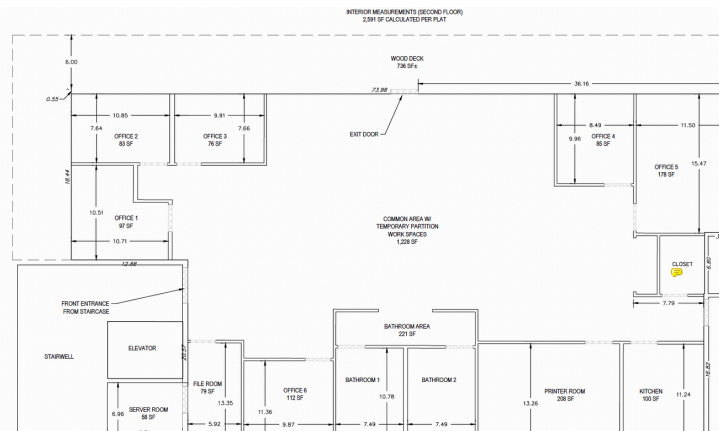 INTERIOR MEASUREMENTS (SECOND FLOOR)
2,591 SF CALCULATED PER PLAT
6.00
WOOD DECK
736 SF±
0.55
73.98
36.16
10.85
9.91
8.49
11.50
7.64
OFFICE 2
83 SF
OFFICE 3
76 SF
7.66
EXIT DOOR
9.96
OFFICE 4
85 SF
OFFICE 5
178 SF
15.47
18.44
10.51
OFFICE 1
97 SF
10.71
12.88
COMMON AREA W/
TEMPORARY PARTITION
WORK SPACES
1,228 SF
CLOSET
6.80
7.79
FRONT ENTRANCE
FROM STAIRCASE
BATHROOM AREA
221 SF
STAIRWELL
ELEVATOR
20.57
FILE ROOM
79 SF
13.35
5.92
OFFICE 6
112 SF
11.36
9.87
BATHROOM 1
10.78
7.49
BATHROOM 2
7.49
PRINTER ROOM
208 SF
13.26
KITCHEN
100 SF
11.24
16.82
6.96
SERVER ROOM
58 SF